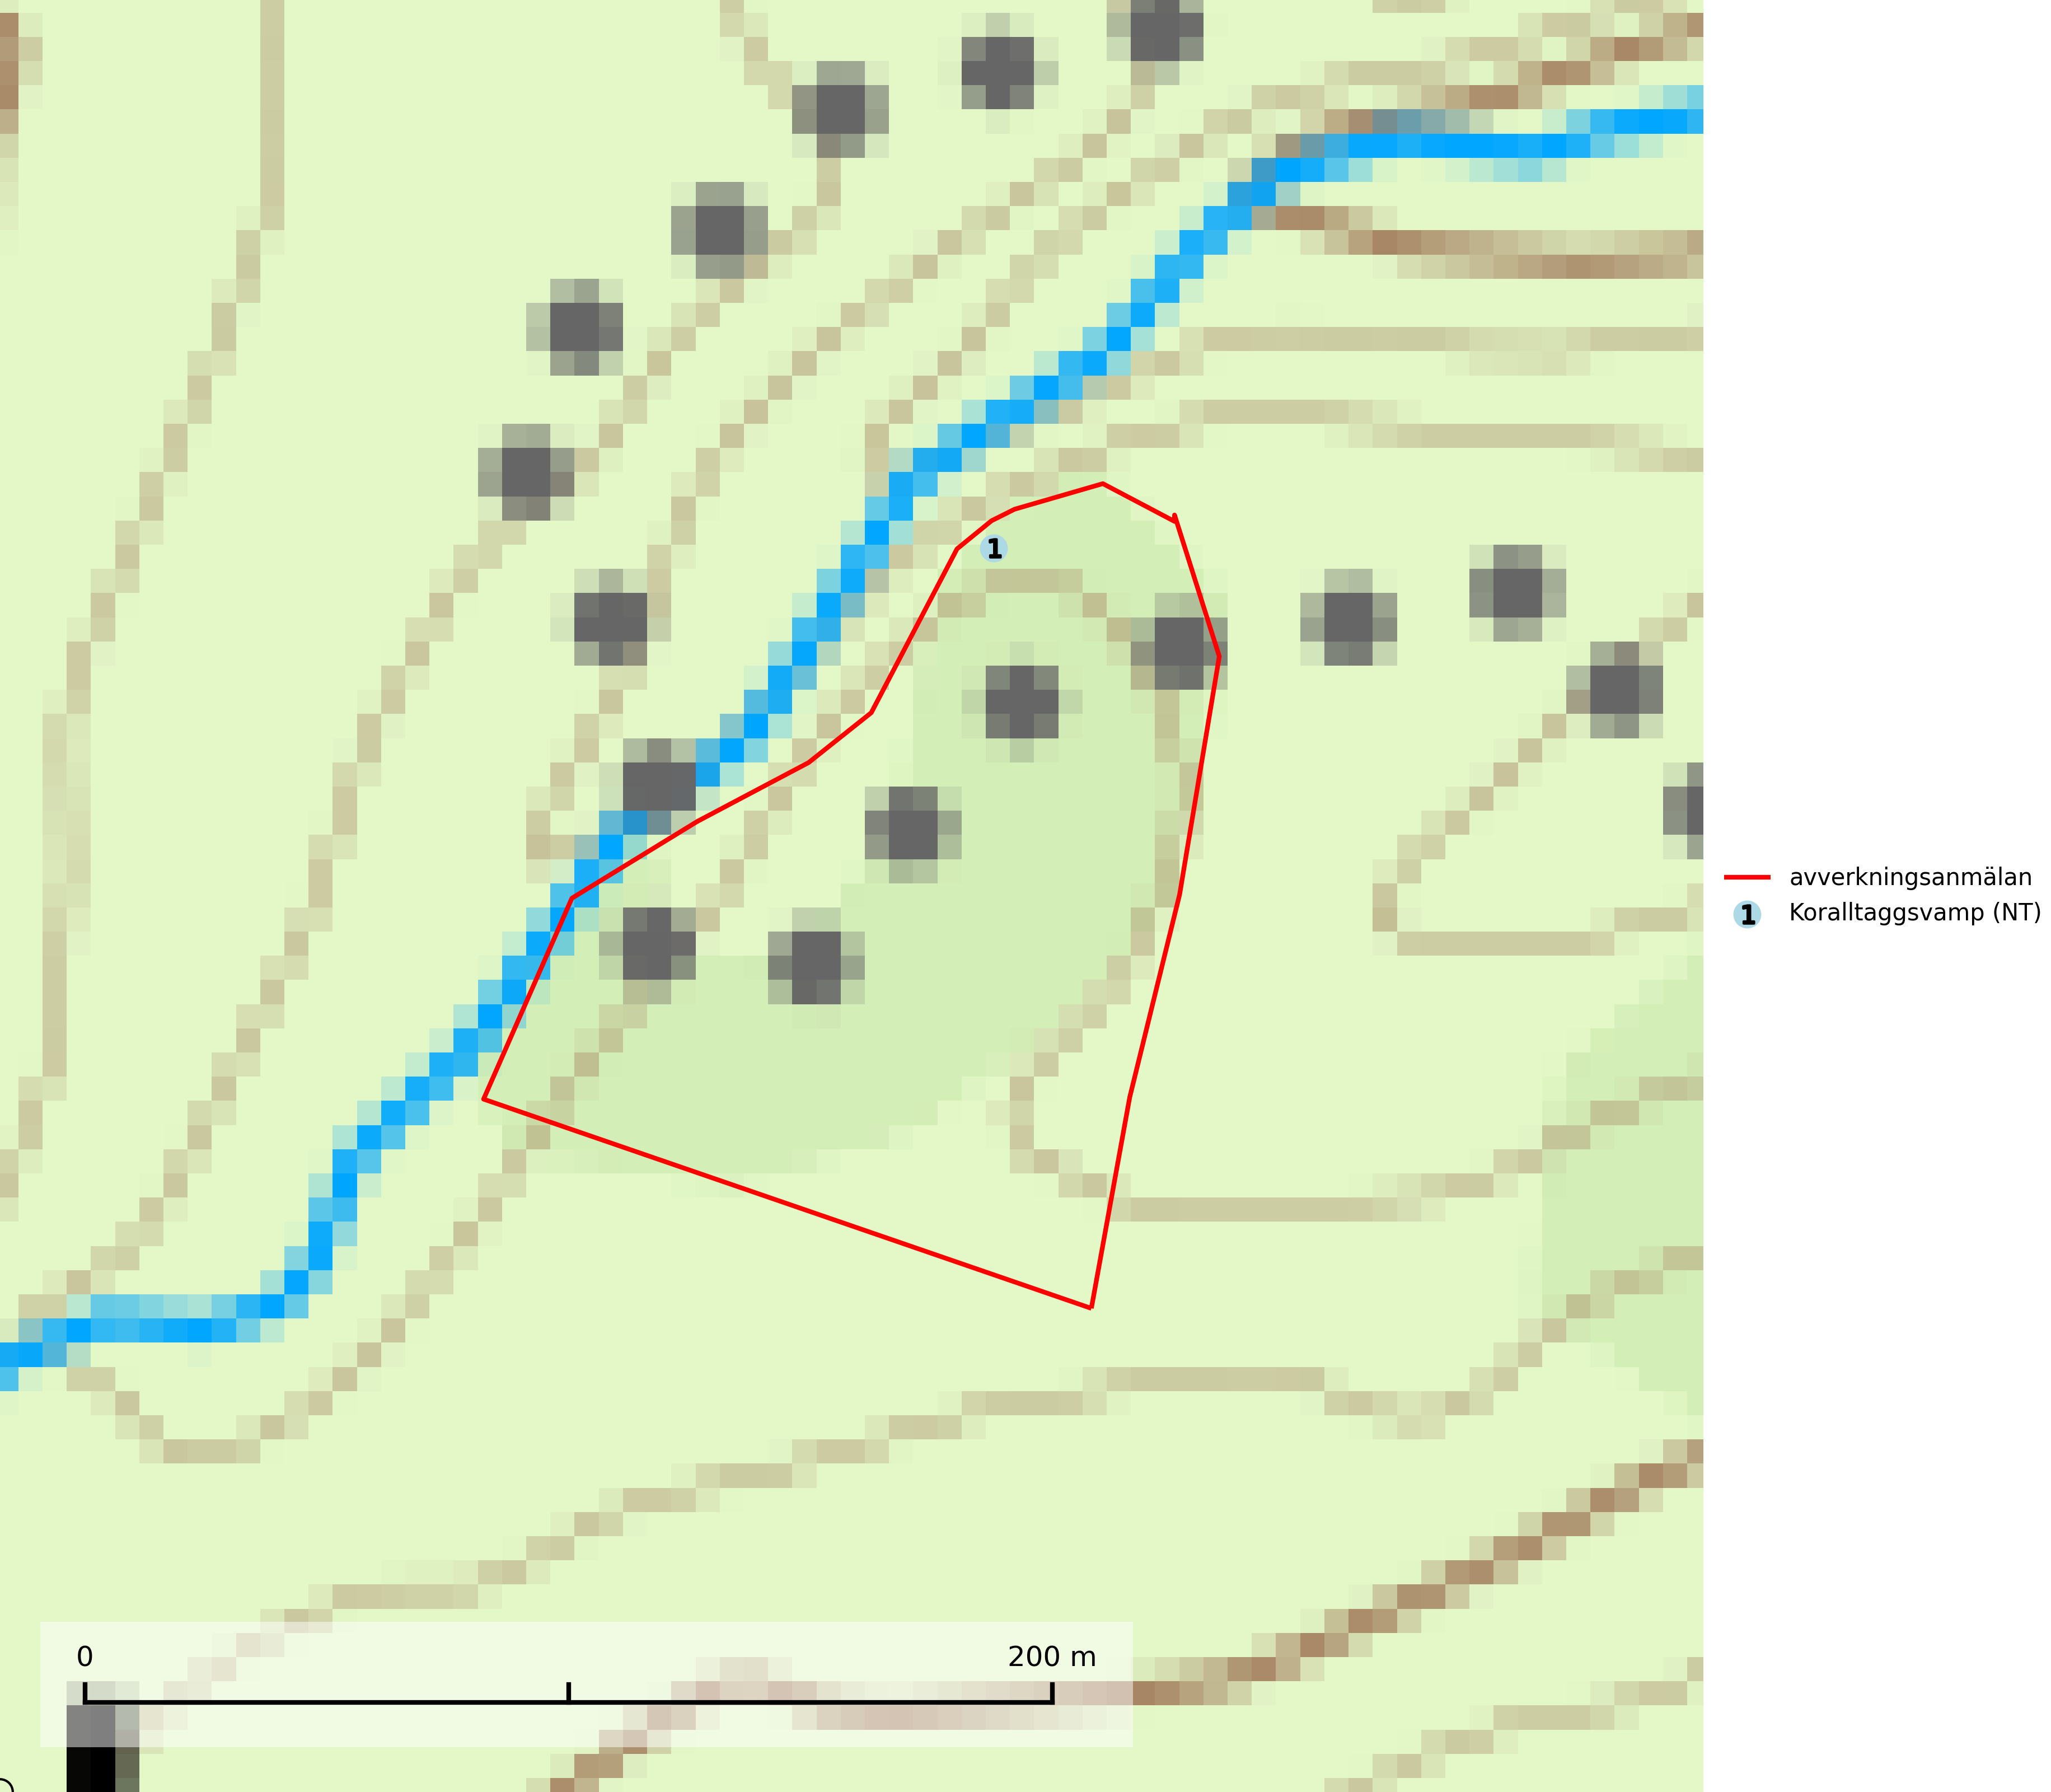 1
avverkningsanmälan
1 Koralltaggsvamp (NT)
0 200 m